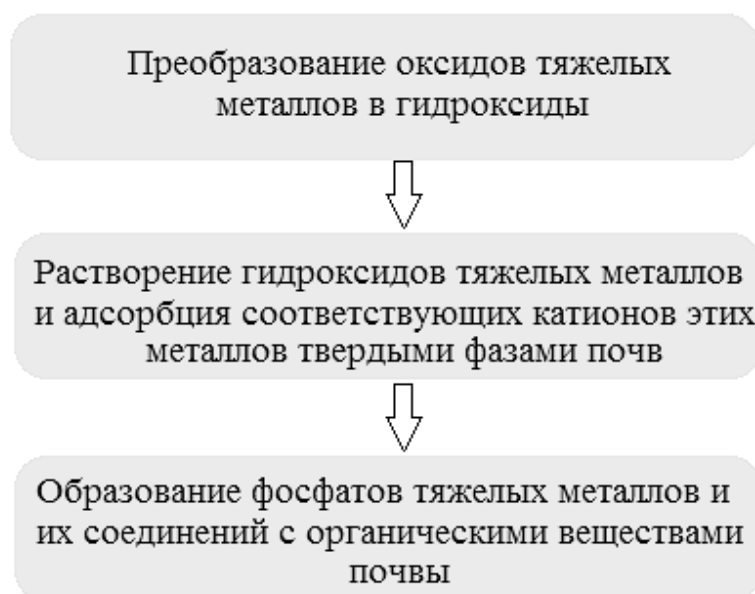 Преобразование оксидов тяжелых
металлов в гидроксиды
Растворение гидроксидов тяжелых металлов
и адсорбция соответствующих катионов этих
металлов твердыми фазами почв
Образование фосфатов тяжелых металлов и
их соединений с органическими веществами
почвы